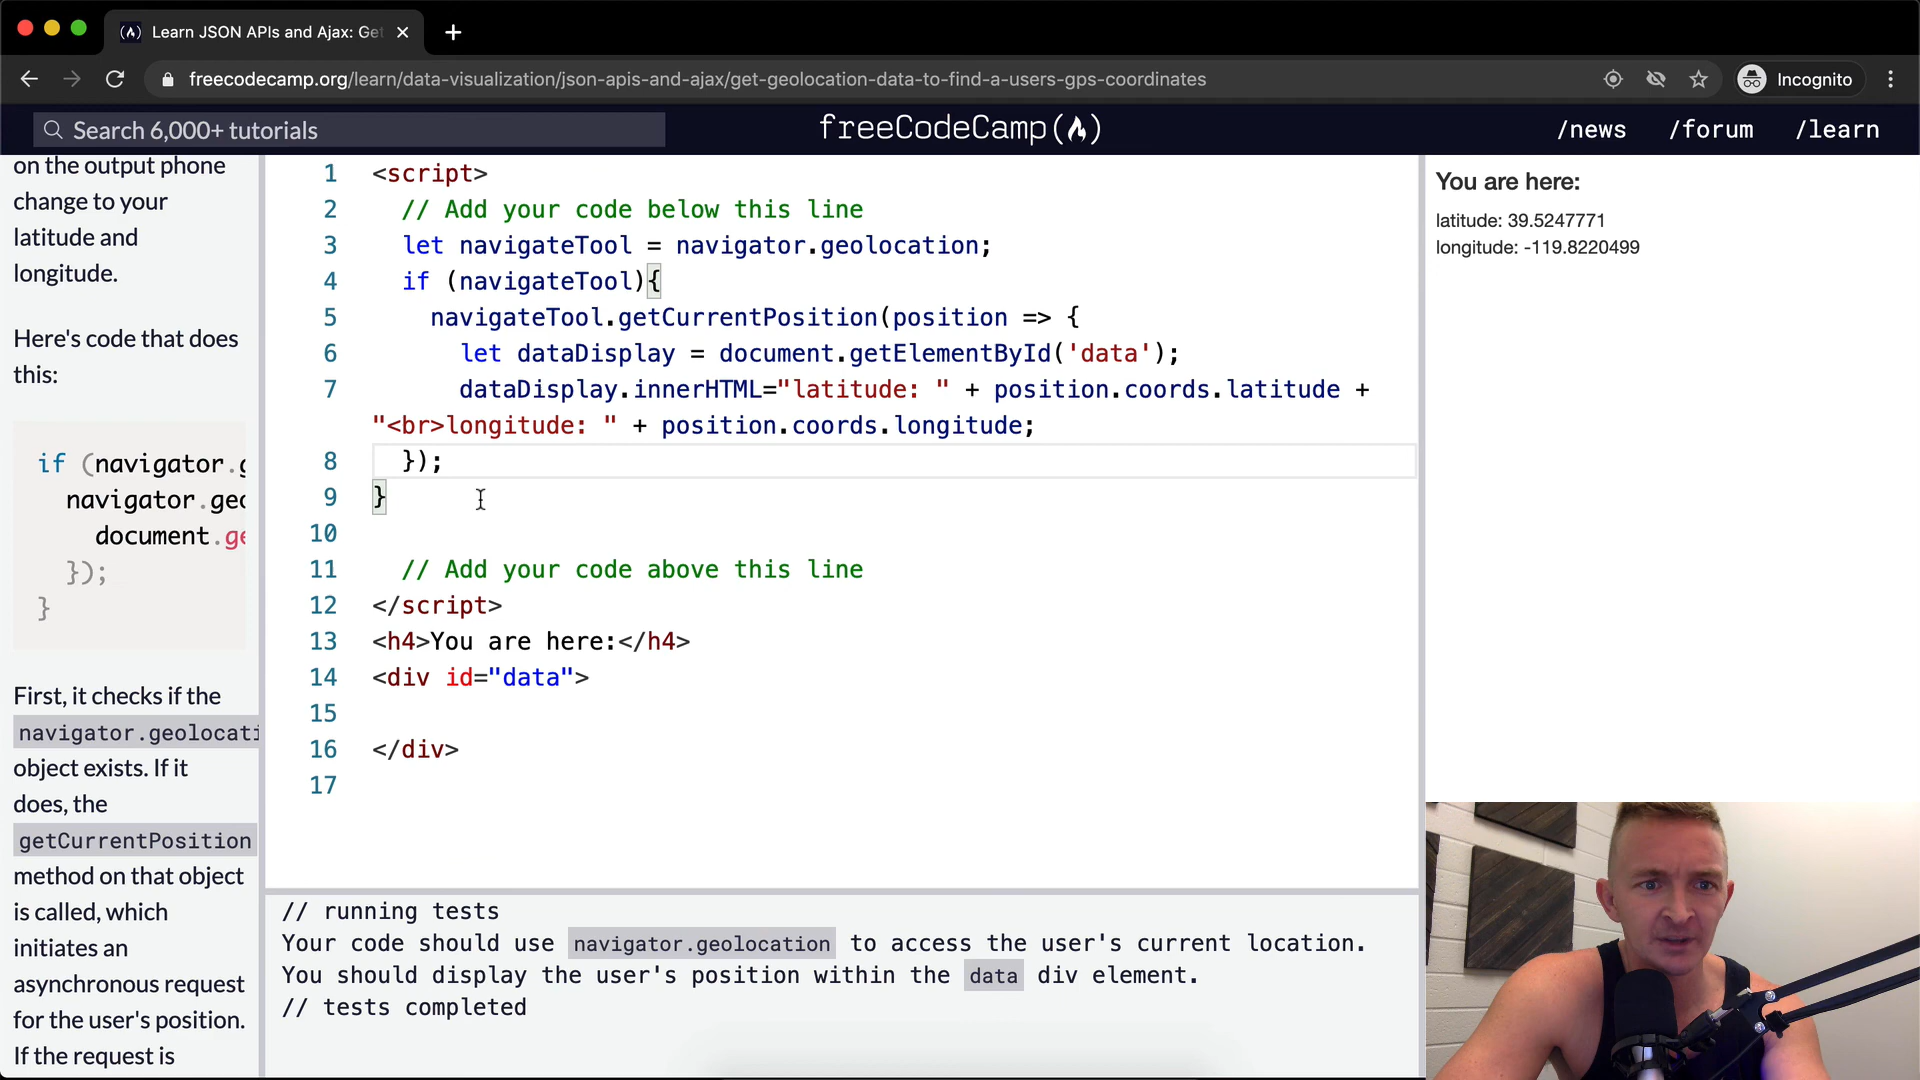 Learn JSON APIs and Ajax: Get
freecodecamp.org/learn/data-visualization/json-apis-and-ajax/get-geolocation-data-to-find-a-users-gps-coordinates
Incognito
Search 6,000+ tutorials
freeCodeCamp
/news /forum /learn
on the output phone
change to your
latitude and
longitude.
Here's code that does
this:
if (navigator.g
navigator.geo
document.ge
});
}
First, it checks if the
navigator.geolocati
object exists. If it
does, the
getCurrentPosition
method on that object
is called, which
initiates an
asynchronous request
for the user's position.
If the request is
1 <script>
2 // Add your code below this line
3 let navigateTool = navigator.geolocation;
4 if (navigateTool){
5 navigateTool.getCurrentPosition(position => {
6 let dataDisplay = document.getElementById('data');
7 dataDisplay.innerHTML="latitude: " + position.coords.latitude +
"<br>longitude: " + position.coords.longitude;
8 });
9 }
10
11 // Add your code above this line
12 </script>
13 <h4>You are here:</h4>
14 <div id="data">
15
16 </div>
17
// running tests
Your code should use navigator.geolocation to access the user's current location.
You should display the user's position within the data div element.
// tests completed
You are here:
latitude: 39.5247771
longitude: -119.8220499